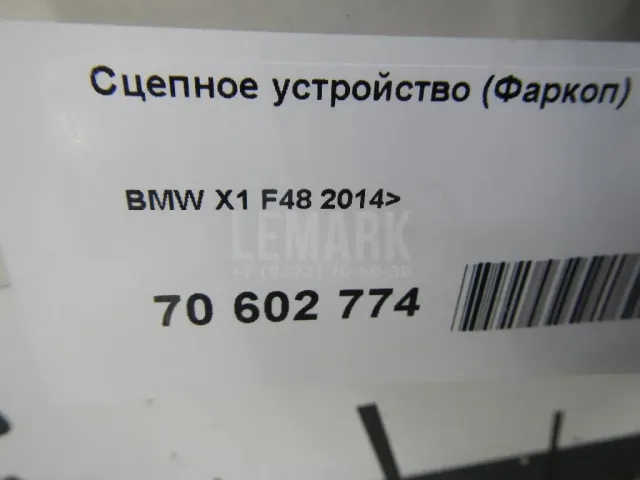 Сцепное устройство (Фаркоп)
BMW X1 F48 2014>
LEMARK
70 602 774